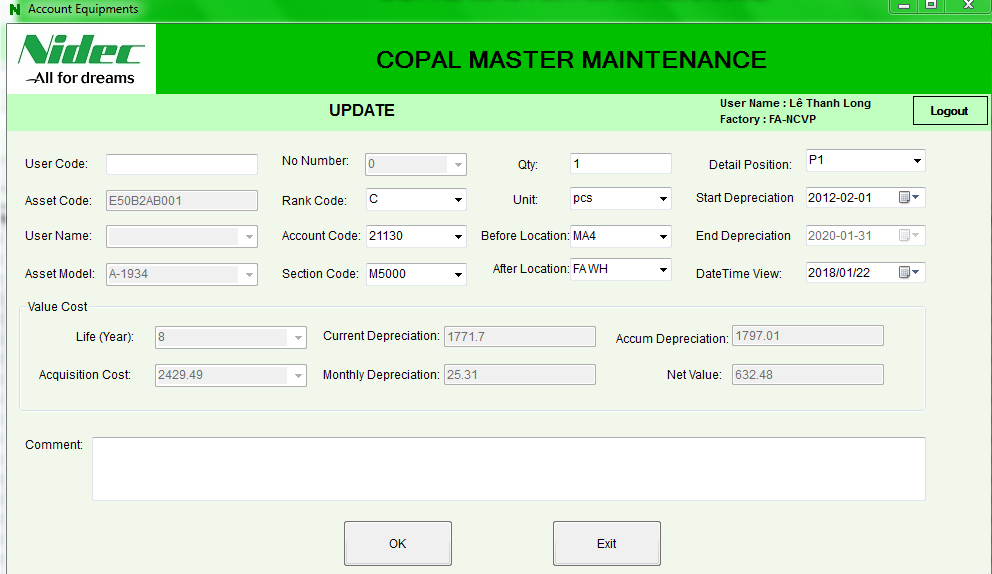 Account Equipments
Nidec
All for dreams
COPAL MASTER MAINTENANCE
UPDATE
User Name : Lê Thanh Long
Factory : FA-NCVP
Logout
User Code:
No Number: 0
Qty: 1
Detail Position: P1
Asset Code: E50B2AB001
Rank Code: C
Unit: pcs
Start Depreciation 2012-02-01
User Name:
Account Code: 21130
Before Location: MA4
End Depreciation 2020-01-31
Asset Model: A-1934
Section Code: M5000
After Location: FA WH
DateTime View: 2018/01/22
Value Cost
Life (Year): 8
Current Depreciation: 1771.7
Accum Depreciation: 1797.01
Acquisition Cost: 2429.49
Monthly Depreciation: 25.31
Net Value: 632.48
Comment:
OK
Exit